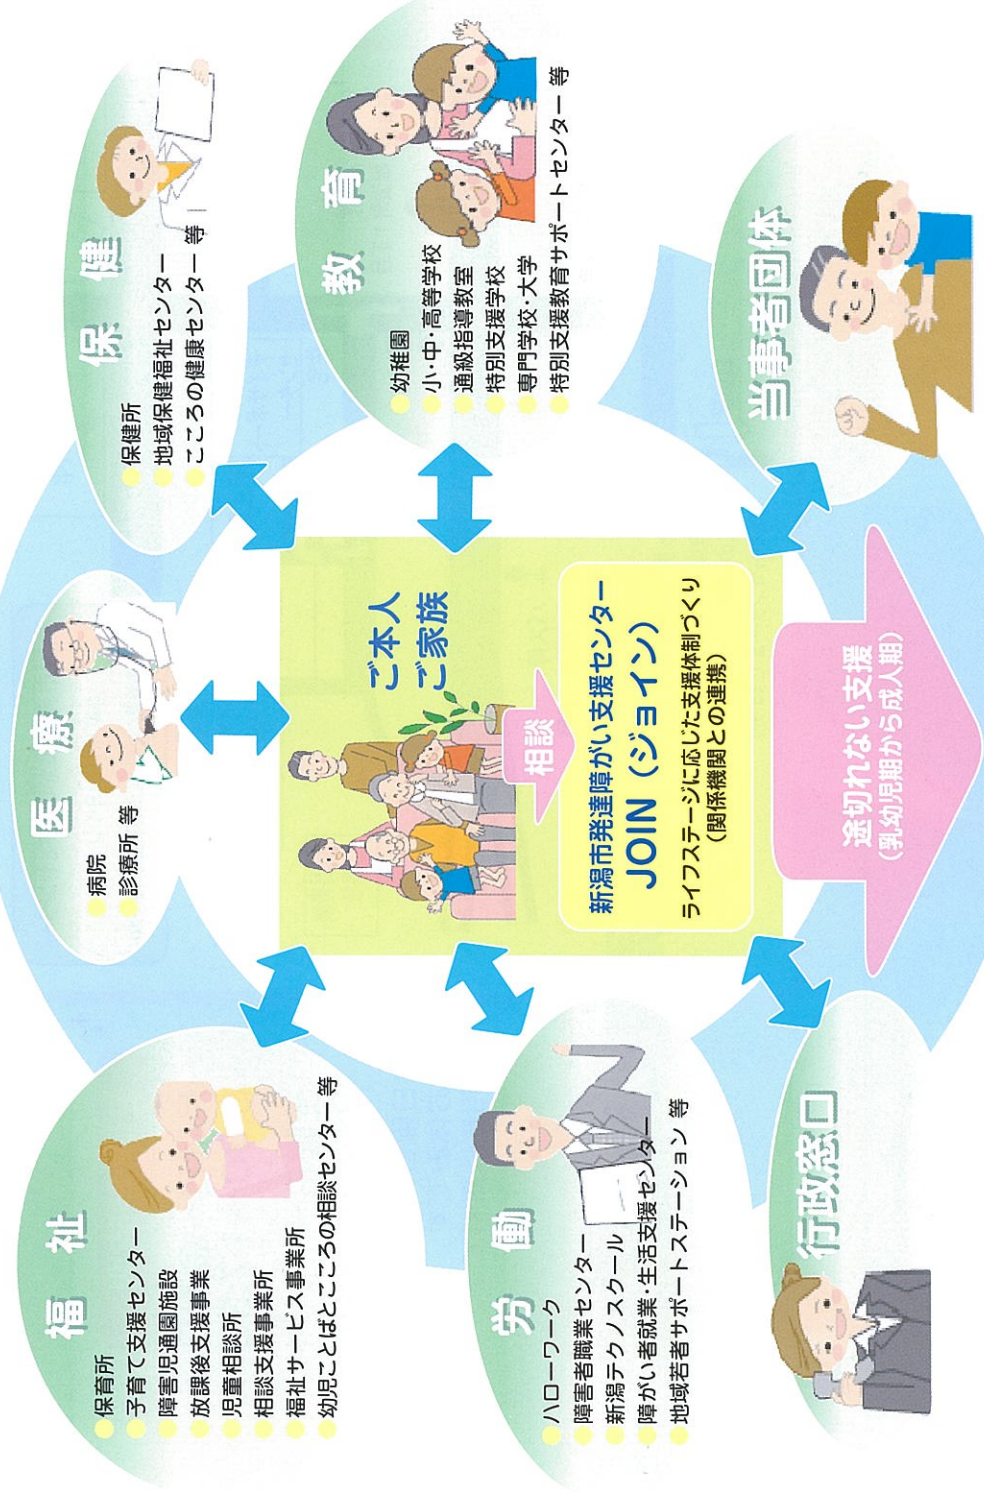 福祉
保育所
子育て支援センター
障害児通園施設
放課後支援事業
児童相談所
相談支援事業所
福祉サービス事業所
幼児ことばとこころの相談センター 等
医療
病院
診療所 等
保健
保健所
地域保健福祉センター
こころの健康センター 等
教育
幼稚園
小・中・高等学校
通級指導教室
特別支援学校
専門学校・大学
特別支援教育サポートセンター 等
ご本人
ご家族
相談
新潟市発達障がい支援センター
JOIN（ジョイン）
ライフステージに応じた支援体制づくり
（関係機関との連携）
労働
ハローワーク
障害者職業センター
新潟テクノスクール
障がい者就業・生活支援センター
地域若者サポートステーション 等
行政窓口
途切れない支援
（乳幼児期から成人期）
当事者団体